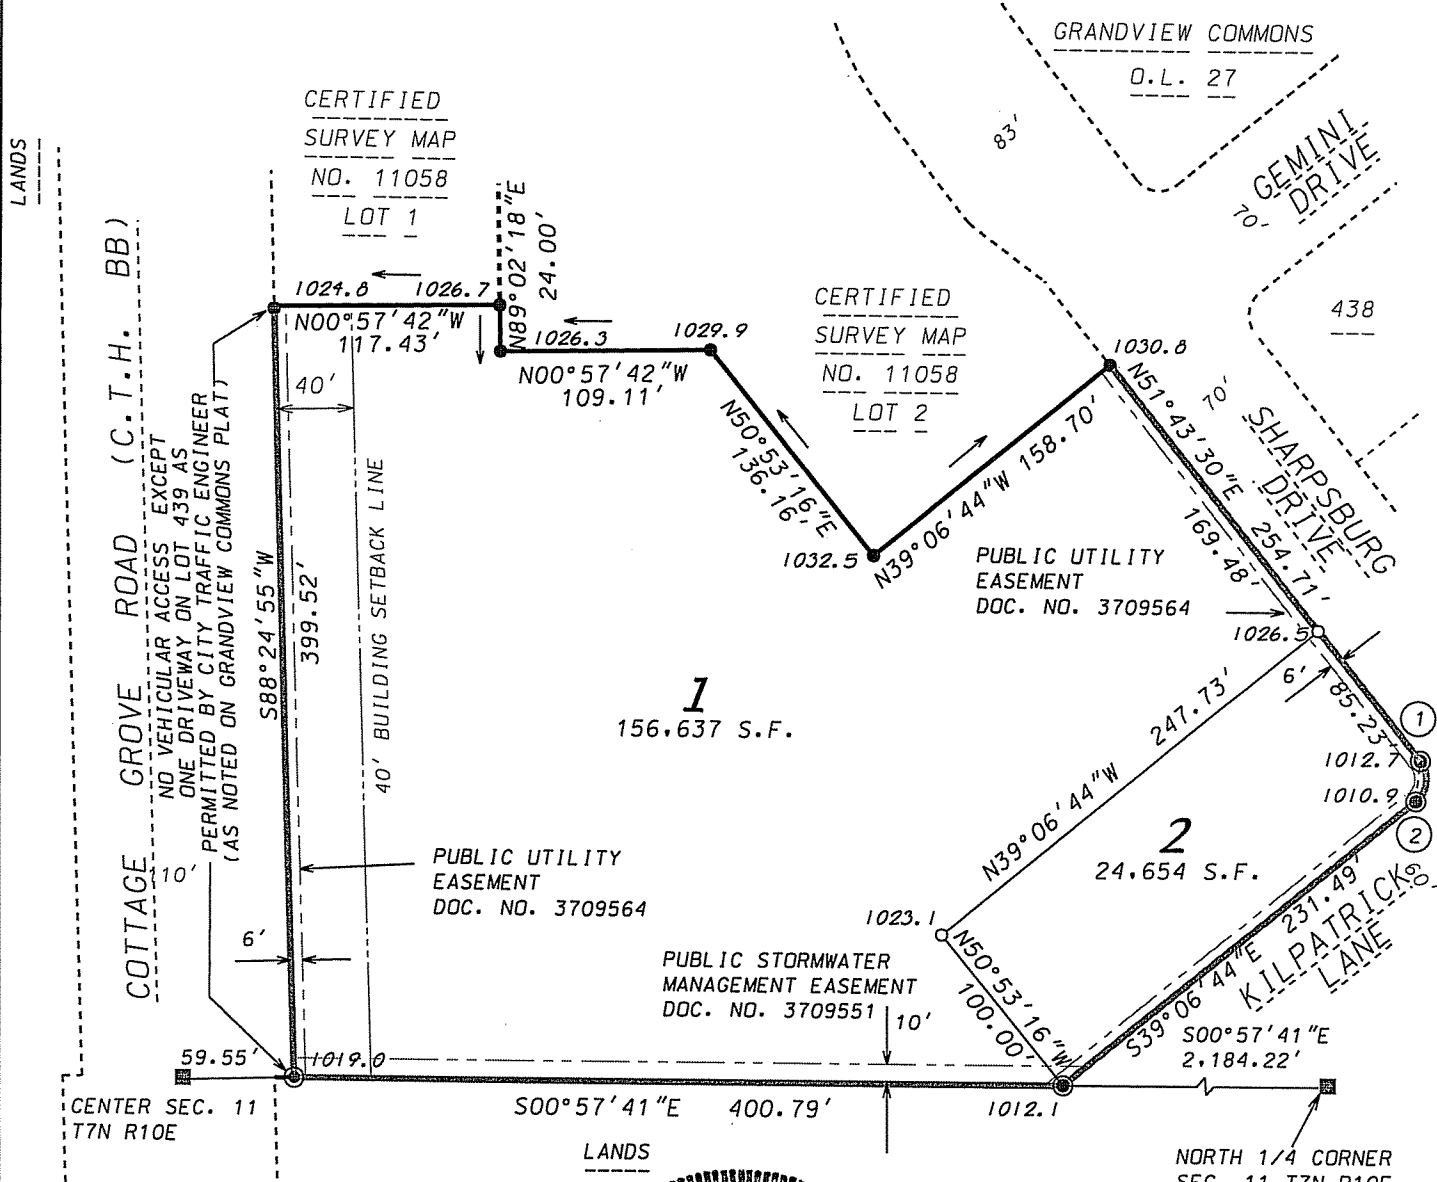 GRANDVIEW COMMONS
O.L. 27
83'
GEMINI
DRIVE
70'
CERTIFIED
SURVEY MAP
NO. 11058
LOT 1
LANDS
N89°02'18"E
24.00'
1024.8
1026.7
N00°57'42"W
117.43'
1026.3
1029.9
N00°57'42"W
109.11'
CERTIFIED
SURVEY MAP
NO. 11058
LOT 2
438
1030.8
70'
N51°43'30"E
254.71'
169.48'
SHARPSBURG
DRIVE
40'
N50°53'16"E
136.16'
N39°06'44"W 158.70'
1032.5
PUBLIC UTILITY
EASEMENT
DOC. NO. 3709564
1026.5
6'
85.23'
1
1012.7
1010.9
2
COTTAGE GROVE ROAD (C.T.H. BB)
NO VEHICULAR ACCESS EXCEPT
ONE DRIVEWAY ON LOT 439 AS
PERMITTED BY CITY TRAFFIC ENGINEER
(AS NOTED ON GRANDVIEW COMMONS PLAT)
S88°24'55"W
399.52'
40' BUILDING SETBACK LINE
1
156,637 S.F.
247.73'
N39°06'44"W
2
24,654 S.F.
110'
PUBLIC UTILITY
EASEMENT
DOC. NO. 3709564
6'
1023.1
N50°53'16"W
100.00'
S39°06'44"E 231.49'
KILPATRICK
LANE
60'
PUBLIC STORMWATER
MANAGEMENT EASEMENT
DOC. NO. 3709551
10'
S00°57'41"E
2,184.22'
59.55'
1019.0
CENTER SEC. 11
T7N R10E
S00°57'41"E 400.79'
1012.1
LANDS
NORTH 1/4 CORNER
SEC. 11 T7N R10E